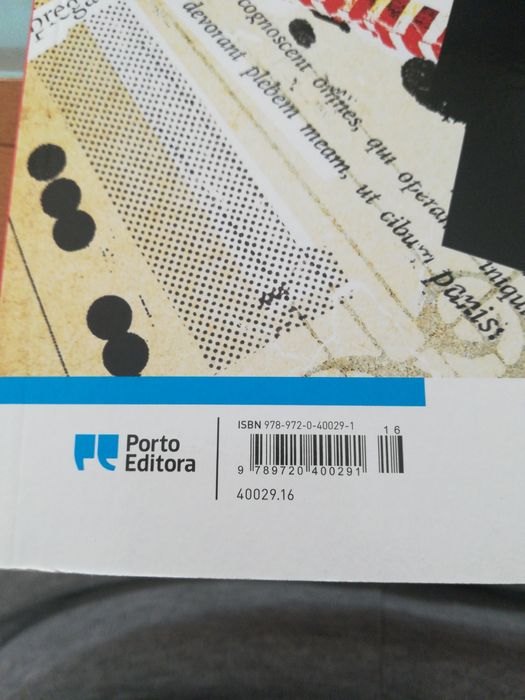 cognoscent omnes, qui operan
devorant plebem meam, ut cibum
panis:
Porto
Editora
ISBN 978-972-0-40029-1
16
9 789720 400291
40029.16